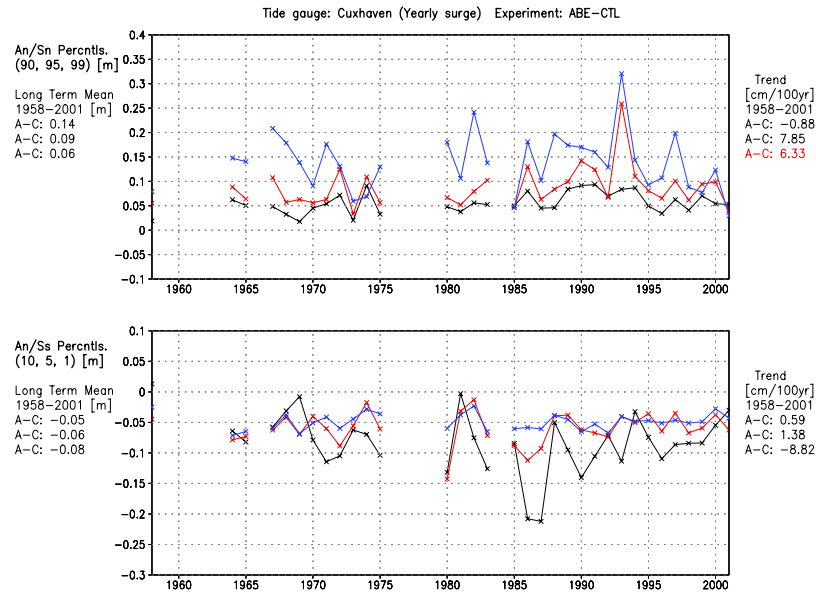 Tide gauge: Cuxhaven (Yearly surge)   Experiment: ABE-CTL
An/Sn Percntls.
(90, 95, 99) [m]
Long Term Mean
1958-2001 [m]
A-C: 0.14
A-C: 0.09
A-C: 0.06
0.4
0.35
0.3
0.25
0.2
0.15
0.1
0.05
0
-0.05
-0.1
1960 1965 1970 1975 1980 1985 1990 1995 2000
Trend
[cm/100yr]
1958-2001
A-C: -0.88
A-C: 7.85
A-C: 6.33
An/Ss Percntls.
(10, 5, 1) [m]
Long Term Mean
1958-2001 [m]
A-C: -0.05
A-C: -0.06
A-C: -0.08
0.1
0.05
0
-0.05
-0.1
-0.15
-0.2
-0.25
-0.3
1960 1965 1970 1975 1980 1985 1990 1995 2000
Trend
[cm/100yr]
1958-2001
A-C: 0.59
A-C: 1.38
A-C: -8.82